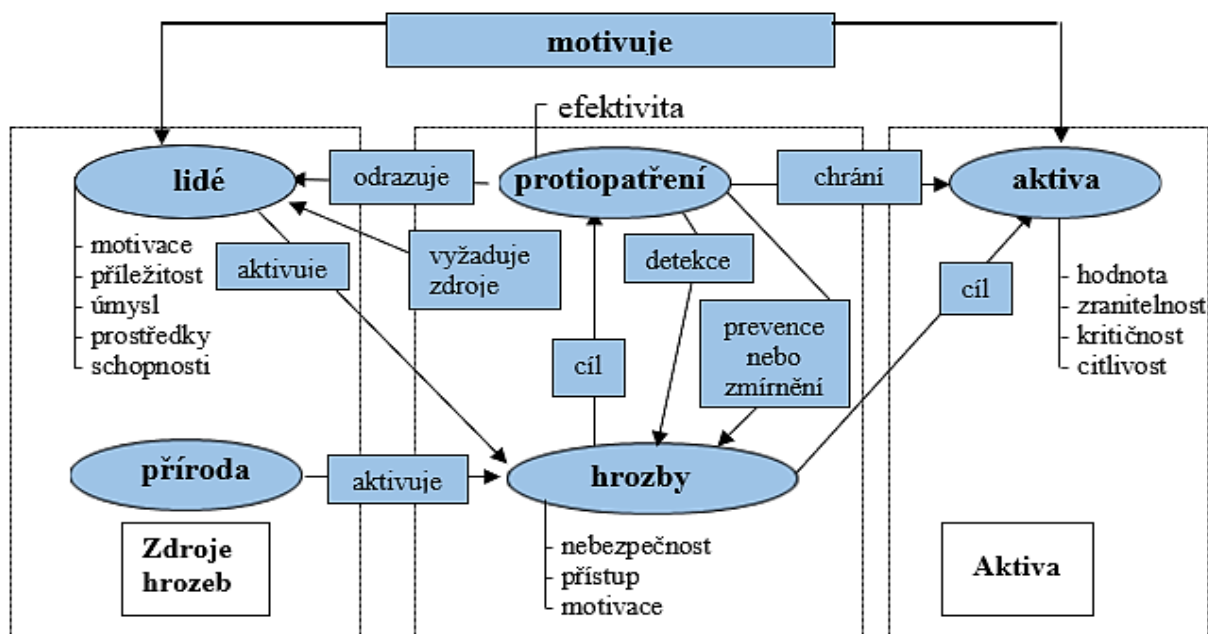 motivuje
efektivita
lidé
odrazuje
protiopatření
chrání
aktiva
- motivace
- příležitost
- úmysl
- prostředky
- schopnosti
aktivuje
vyžaduje
zdroje
detekce
cíl
cíl
prevence
nebo
zmírnění
- hodnota
- zranitelnost
- kritičnost
- citlivost
příroda
aktivuje
hrozby
- nebezpečnost
- přístup
- motivace
Zdroje
hrozeb
Aktiva